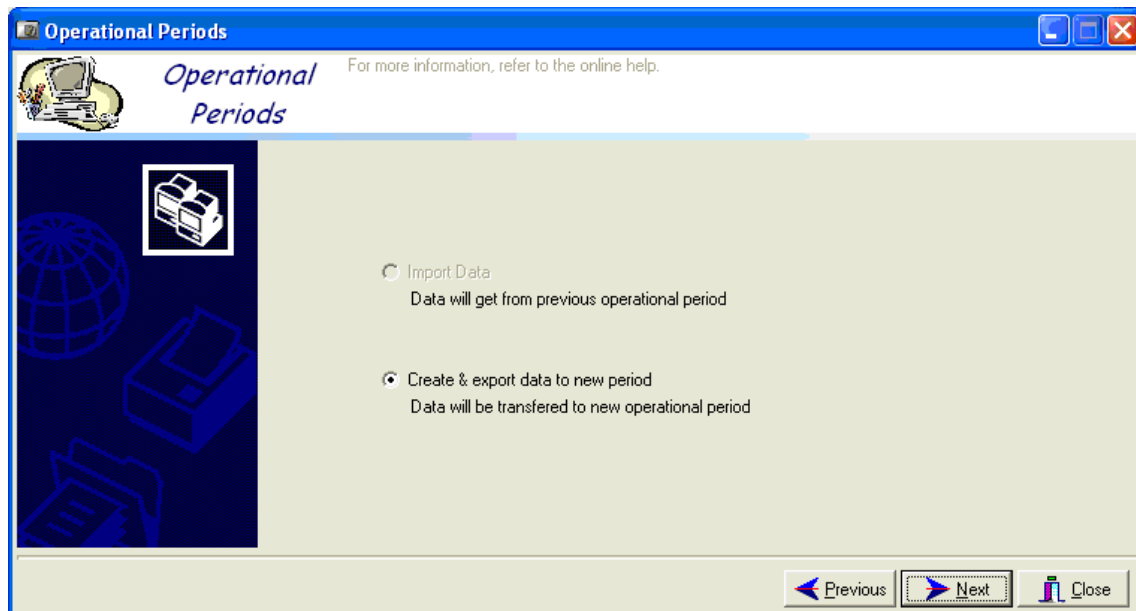 Operational Periods
Operational
Periods
For more information, refer to the online help.
Import Data
Data will get from previous operational period
Create & export data to new period
Data will be transfered to new operational period
Previous Next Close